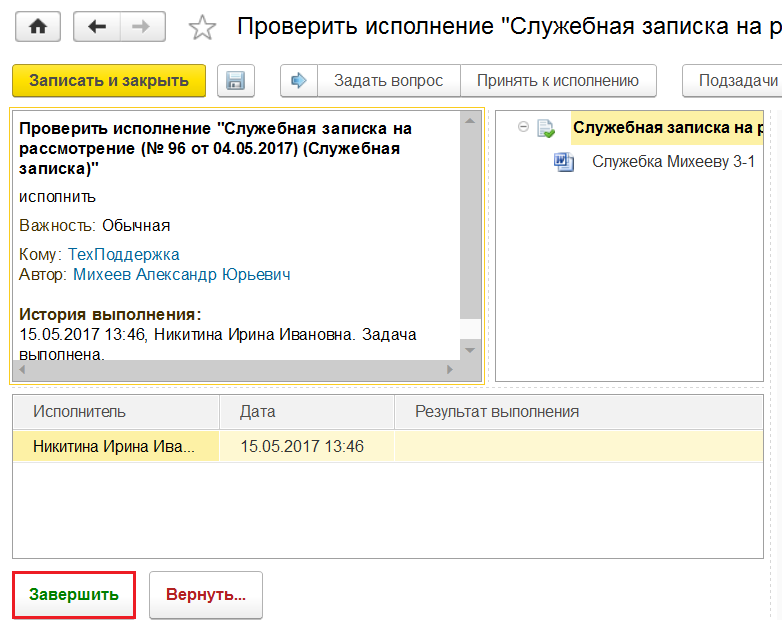 Проверить исполнение "Служебная записка на р
Записать и закрыть
Задать вопрос
Принять к исполнению
Подзадачи
Проверить исполнение "Служебная записка на
рассмотрение (№ 96 от 04.05.2017) (Служебная
записка)"
исполнить
Важность: Обычная
Кому: ТехПоддержка
Автор: Михеев Александр Юрьевич
История выполнения:
15.05.2017 13:46, Никитина Ирина Ивановна. Задача
выполнена.
Служебная записка на р
Служебка Михееву 3-1
Исполнитель
Дата
Результат выполнения
Никитина Ирина Ива...
15.05.2017 13:46
Завершить
Вернуть...